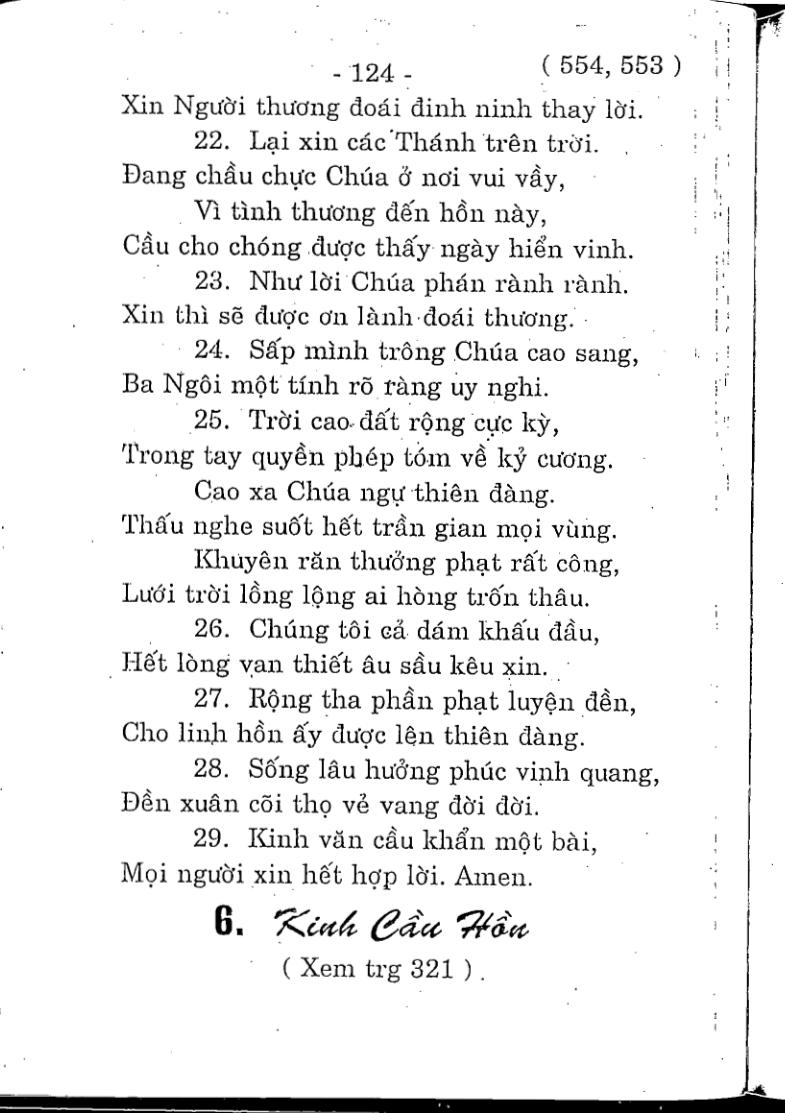 - 124 -
( 554, 553 )
Xin Người thương đoái đinh ninh thay lời.
22. Lại xin các Thánh trên trời.
Đang chầu chực Chúa ở nơi vui vầy,
Vì tình thương đến hồn này,
Cầu cho chóng được thấy ngày hiển vinh.
23. Như lời Chúa phán rành rành.
Xin thì sẽ được ơn lành đoái thương.
24. Sấp mình trông Chúa cao sang,
Ba Ngôi một tính rõ ràng uy nghi.
25. Trời cao đất rộng cực kỳ,
Trong tay quyền phép tóm về kỷ cương.
Cao xa Chúa ngự thiên đàng.
Thấu nghe suốt hết trần gian mọi vùng.
Khuyên răn thưởng phạt rất công,
Lưới trời lồng lộng ai hòng trốn thâu.
26. Chúng tôi cả dám khấu đầu,
Hết lòng vạn thiết âu sầu kêu xin.
27. Rộng tha phần phạt luyện đền,
Cho linh hồn ấy được lên thiên đàng.
28. Sống lâu hưởng phúc vinh quang,
Đền xuân cõi thọ vẻ vang đời đời.
29. Kinh văn cầu khẩn một bài,
Mọi người xin hết hợp lời. Amen.
6. Kinh Cầu Hồn
( Xem trg 321 ).